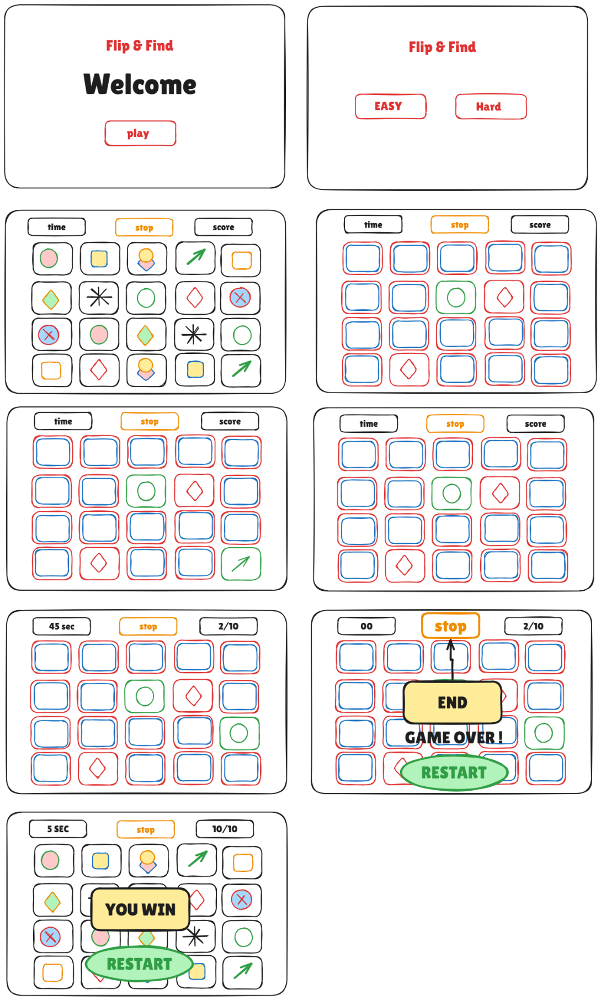 Flip & Find
Welcome
play
Flip & Find
EASY Hard
time stop score
time stop score
time stop score
time stop score
45 sec stop 2/10
00 stop 2/10
END
GAME OVER!
RESTART
5 SEC stop 10/10
YOU WIN
RESTART